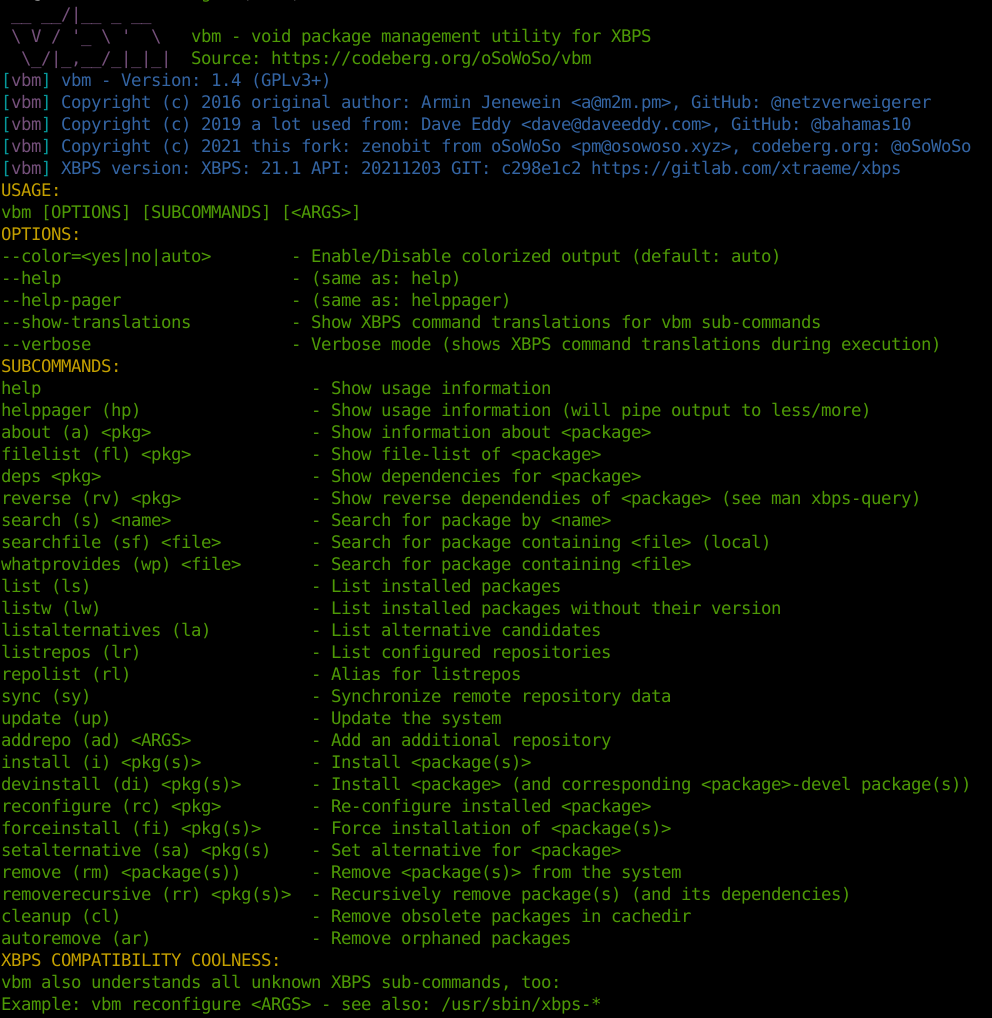 vbm - void package management utility for XBPS
Source: https://codeberg.org/oSoWoSo/vbm
[vbm] vbm - Version: 1.4 (GPLv3+)
[vbm] Copyright (c) 2016 original author: Armin Jenewein <a@m2m.pm>, GitHub: @netzverweigerer
[vbm] Copyright (c) 2019 a lot used from: Dave Eddy <dave@daveeddy.com>, GitHub: @bahamas10
[vbm] Copyright (c) 2021 this fork: zenobit from oSoWoSo <pm@osowoso.xyz>, codeberg.org: @oSoWoSo
[vbm] XBPS version: XBPS: 21.1 API: 20211203 GIT: c298e1c2 https://gitlab.com/xtraeme/xbps
USAGE:
vbm [OPTIONS] [SUBCOMMANDS] [<ARGS>]
OPTIONS:
--color=<yes|no|auto> - Enable/Disable colorized output (default: auto)
--help - (same as: help)
--help-pager - (same as: helppager)
--show-translations - Show XBPS command translations for vbm sub-commands
--verbose - Verbose mode (shows XBPS command translations during execution)
SUBCOMMANDS:
help - Show usage information
helppager (hp) - Show usage information (will pipe output to less/more)
about (a) <pkg> - Show information about <package>
filelist (fl) <pkg> - Show file-list of <package>
deps <pkg> - Show dependencies for <package>
reverse (rv) <pkg> - Show reverse dependendies of <package> (see man xbps-query)
search (s) <name> - Search for package by <name>
searchfile (sf) <file> - Search for package containing <file> (local)
whatprovides (wp) <file> - Search for package containing <file>
list (ls) - List installed packages
listw (lw) - List installed packages without their version
listalternatives (la) - List alternative candidates
listrepos (lr) - List configured repositories
repolist (rl) - Alias for listrepos
sync (sy) - Synchronize remote repository data
update (up) - Update the system
addrepo (ad) <ARGS> - Add an additional repository
install (i) <pkg(s)> - Install <package(s)>
devinstall (di) <pkg(s)> - Install <package> (and corresponding <package>-devel package(s))
reconfigure (rc) <pkg> - Re-configure installed <package>
forceinstall (fi) <pkg(s)> - Force installation of <package(s)>
setalternative (sa) <pkg(s) - Set alternative for <package>
remove (rm) <package(s)) - Remove <package(s)> from the system
removerecursive (rr) <pkg(s)> - Recursively remove package(s) (and its dependencies)
cleanup (cl) - Remove obsolete packages in cachedir
autoremove (ar) - Remove orphaned packages
XBPS COMPATIBILITY COOLNESS:
vbm also understands all unknown XBPS sub-commands, too:
Example: vbm reconfigure <ARGS> - see also: /usr/sbin/xbps-*